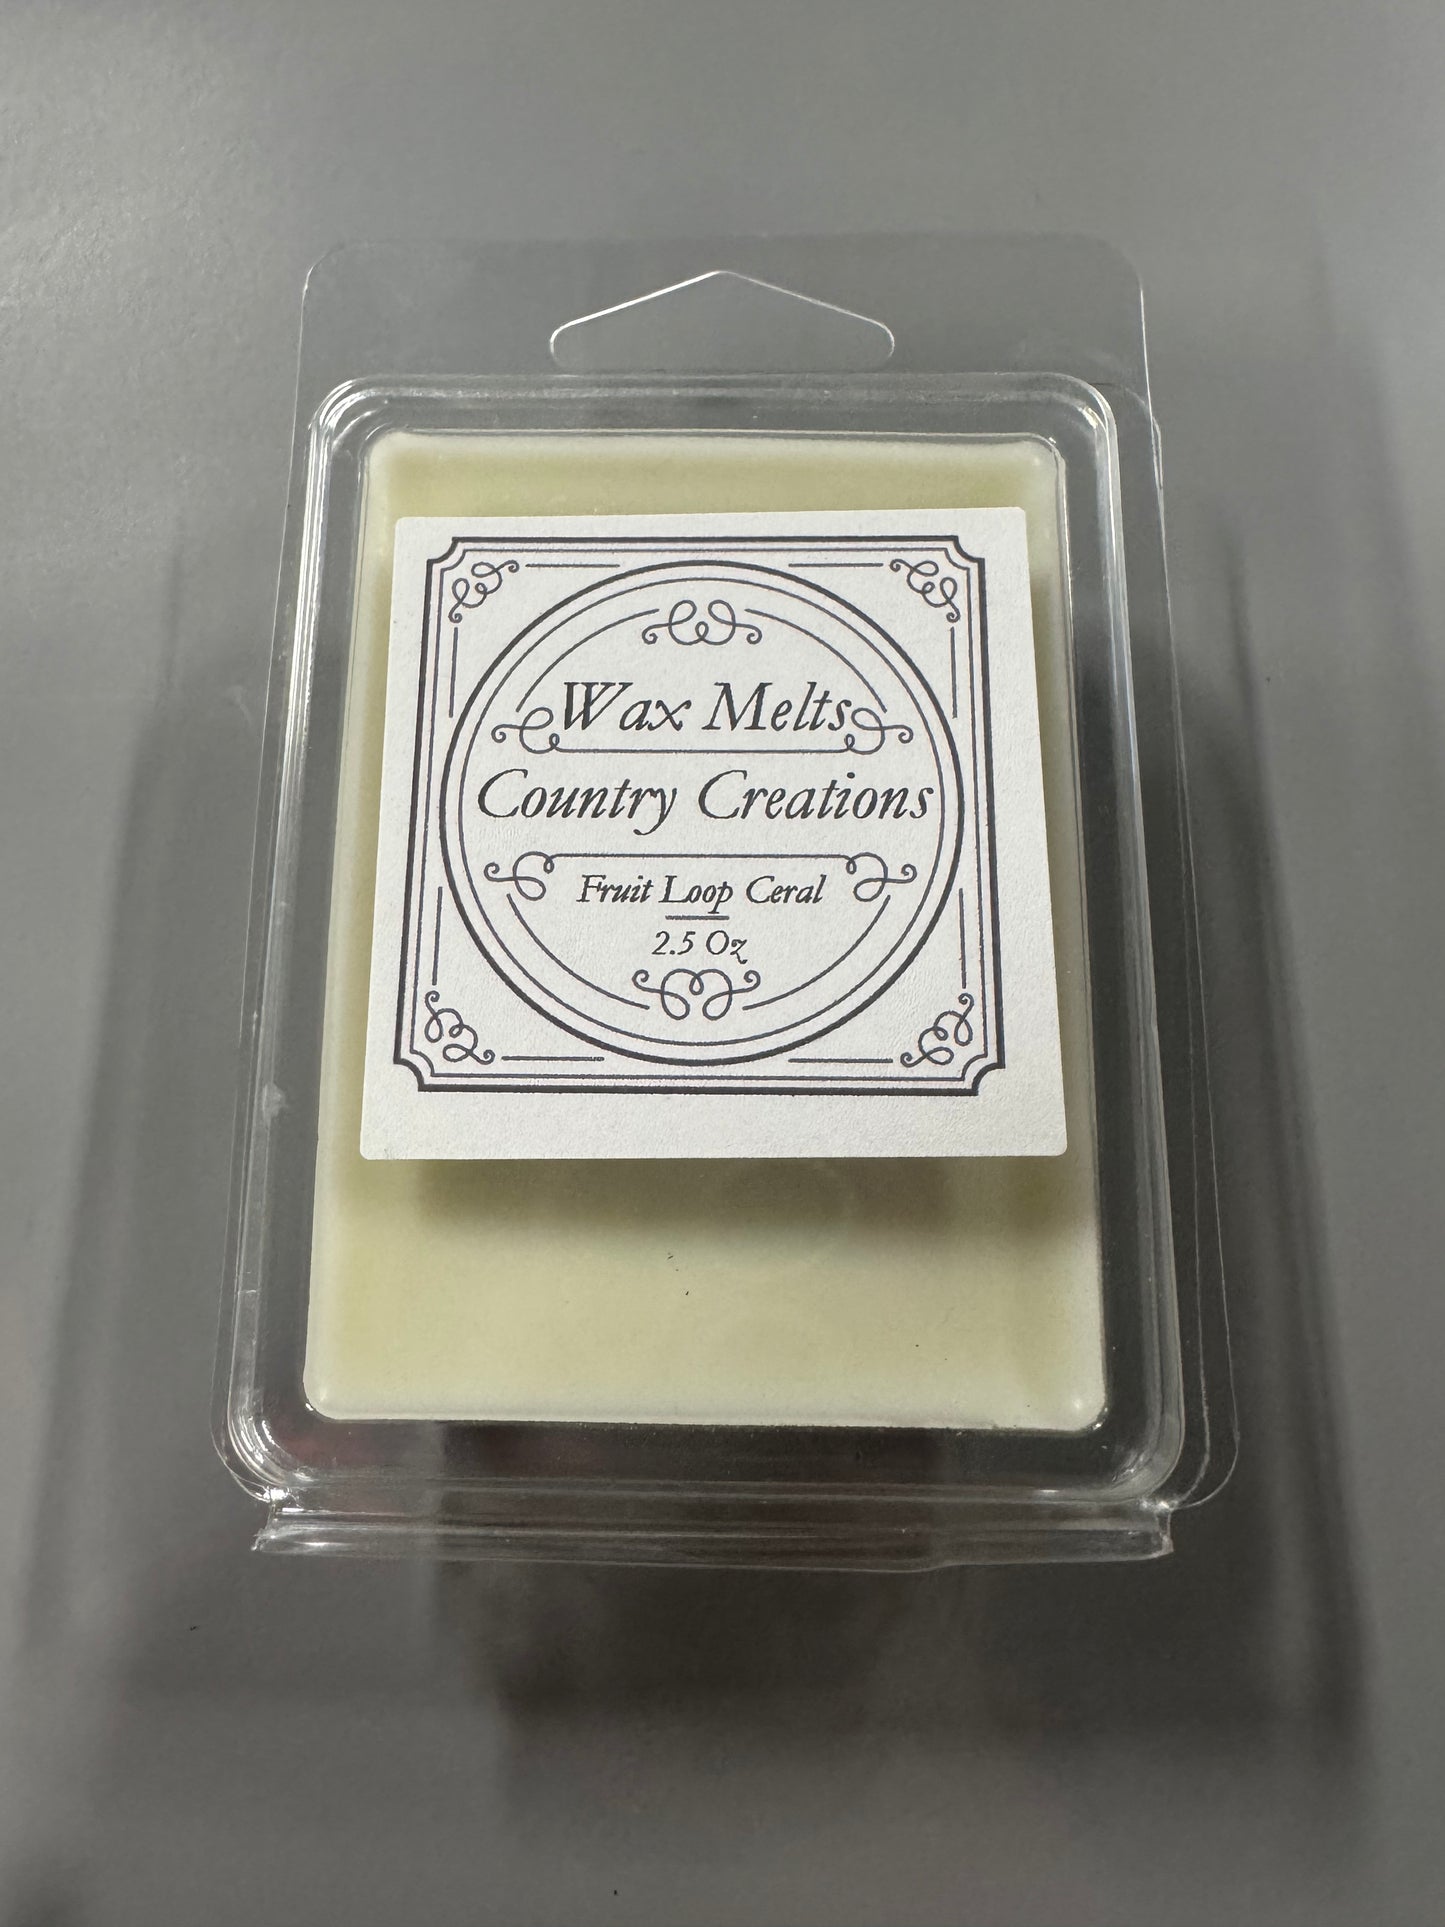 Wax Melts
Country Creations
Fruit Loop Ceral
2.5 Oz